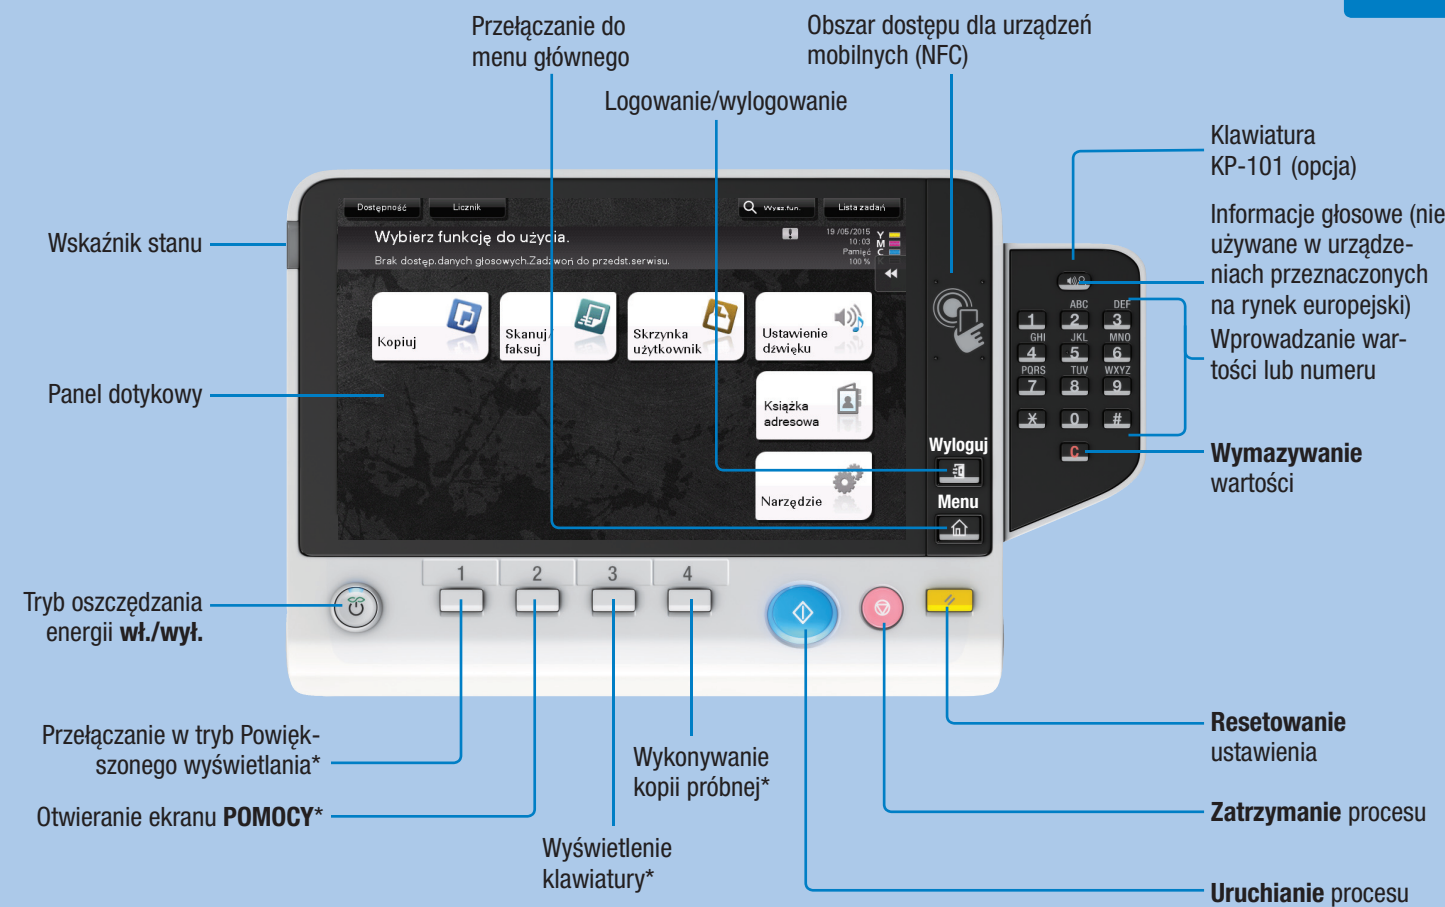 Przełączanie do
menu głównego
Obszar dostępu dla urządzeń
mobilnych (NFC)
Logowanie/wylogowanie
Klawiatura
KP-101 (opcja)
Informacje głosowe (nie
używane w urządze-
niach przeznaczonych
na rynek europejski)
Wprowadzanie war-
tości lub numeru
Wymazywanie
wartości
Wskaźnik stanu
Panel dotykowy
Tryb oszczędzania
energii wł./wył.
Dostępność
Licznik
Wysz.fun.
Lista zadań
Wybierz funkcję do użycia.
Brak dostęp.danych głosowych.Zadzwoń do przedst.serwisu.
19/05/2015
10:03
Pamięć
100 %
Y
M
C
K
Kopiuj
Skanuj/
faksuj
Skrzynka
użytkownik
Ustawienie
dźwięku
Książka
adresowa
Narzędzie
Wyloguj
Menu
ABC DEF
1 2 3
GHI JKL MNO
4 5 6
PQRS TUV WXYZ
7 8 9
* 0 #
C
1 2 3 4
Przełączanie w tryb Powięk-
szonego wyświetlania*
Otwieranie ekranu POMOCY*
Wyświetlenie
klawiatury*
Wykonywanie
kopii próbnej*
Resetowanie
ustawienia
Zatrzymanie procesu
Uruchianie procesu